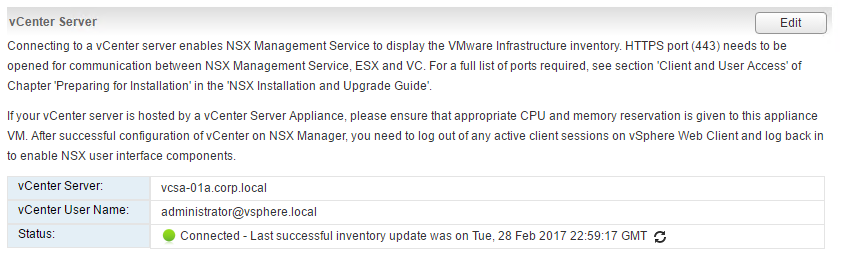 vCenter Server
Edit
Connecting to a vCenter server enables NSX Management Service to display the VMware Infrastructure inventory. HTTPS port (443) needs to be
opened for communication between NSX Management Service, ESX and VC. For a full list of ports required, see section 'Client and User Access' of
Chapter 'Preparing for Installation' in the 'NSX Installation and Upgrade Guide'.
If your vCenter server is hosted by a vCenter Server Appliance, please ensure that appropriate CPU and memory reservation is given to this appliance
VM. After successful configuration of vCenter on NSX Manager, you need to log out of any active client sessions on vSphere Web Client and log back in
to enable NSX user interface components.
vCenter Server: vcsa-01a.corp.local
vCenter User Name: administrator@vsphere.local
Status: Connected - Last successful inventory update was on Tue, 28 Feb 2017 22:59:17 GMT